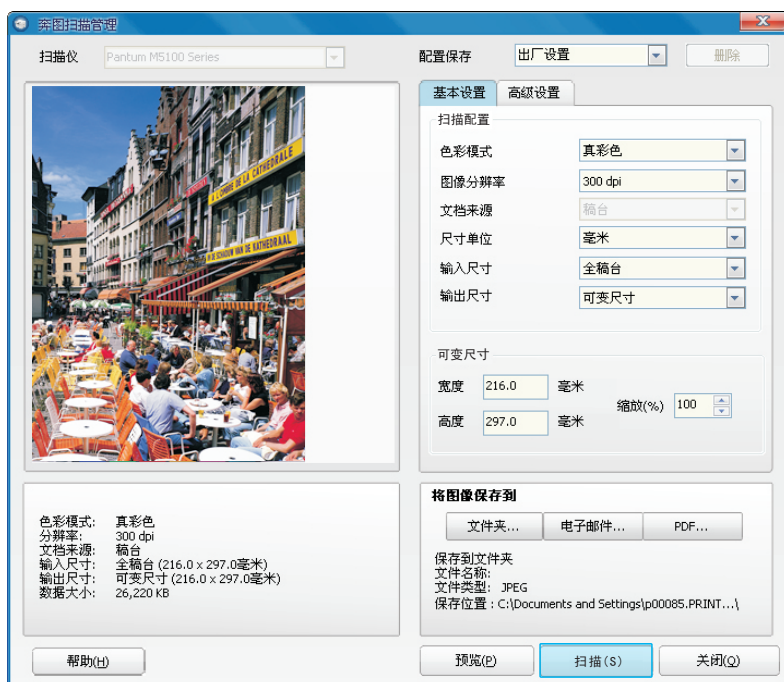 奔图扫描管理
扫描仪 Pantum M5100 Series
配置保存 出厂设置 删除
基本设置 高级设置
扫描配置
色彩模式 真彩色
图像分辨率 300 dpi
文档来源 稿台
尺寸单位 毫米
输入尺寸 全稿台
输出尺寸 可变尺寸
可变尺寸
宽度 216.0 毫米
缩放(%) 100
高度 297.0 毫米
A L'OMBRE DE LA CATHEDRALE
IN DE SCHADUW VAN DE KATHEDRAAL
色彩模式: 真彩色
分辨率: 300 dpi
文档来源: 稿台
输入尺寸: 全稿台 (216.0 x 297.0毫米)
输出尺寸: 可变尺寸 (216.0 x 297.0毫米)
数据大小: 26,220 KB
将图像保存到
文件夹... 电子邮件... PDF...
保存到文件夹
文件名称:
文件类型: JPEG
保存位置 : C:\Documents and Settings\p00085.PRINT...\
帮助(H) 预览(P) 扫描(S) 关闭(O)